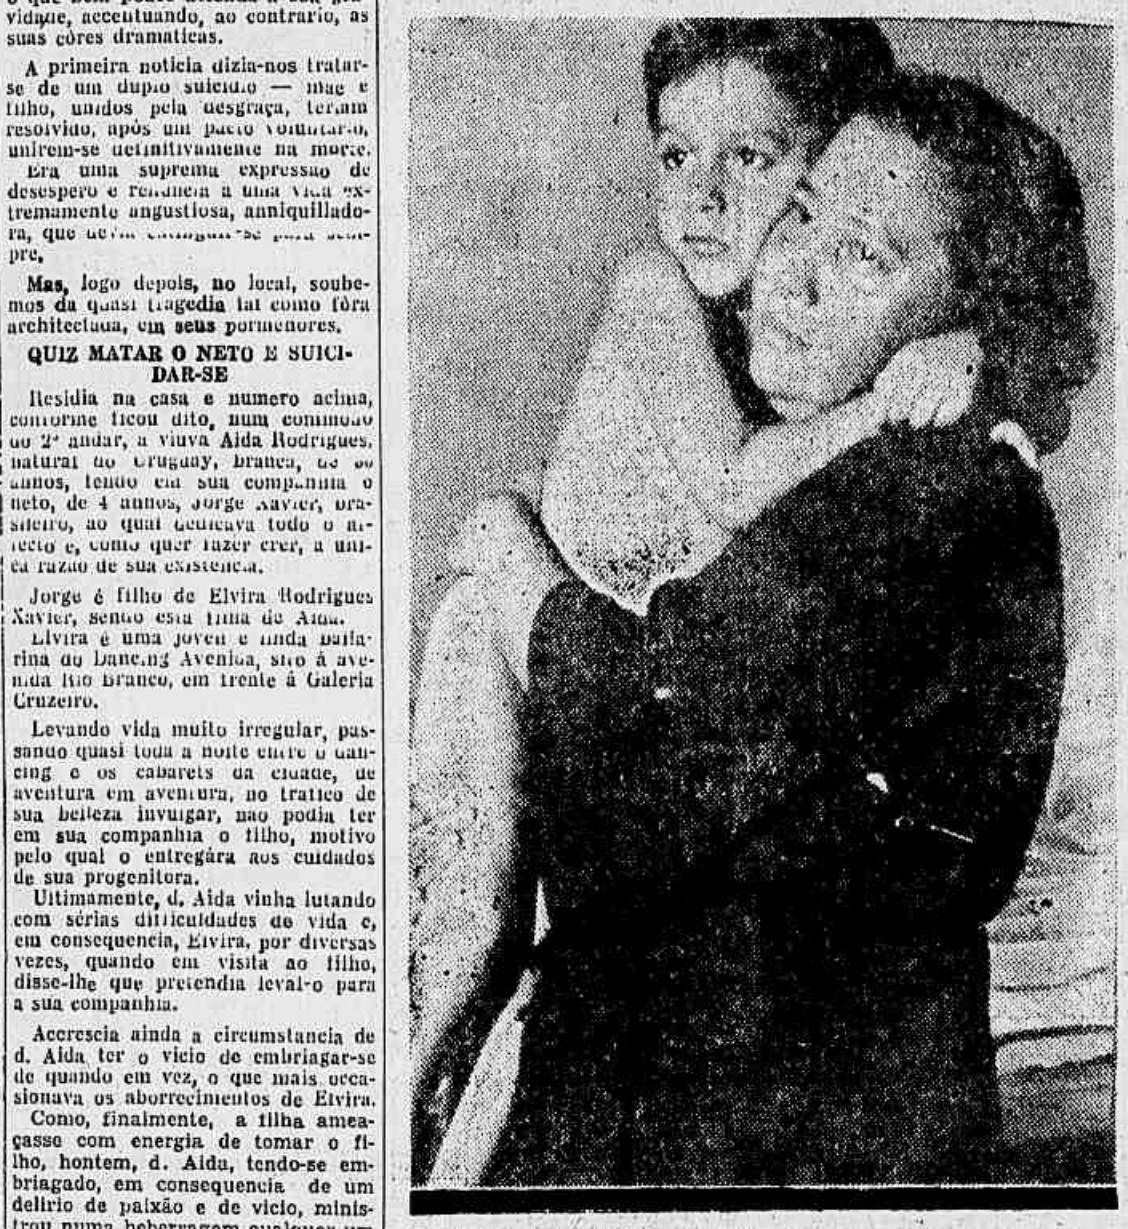 vidade, accentuando, ao contrario, as
suas côres dramaticas.
A primeira noticia dizia-nos tratar-
se de um duplo suicidio — mãe e
filho, unidos pela desgraça, teriam
resolvido, após um pacto voluntario,
unirem-se definitivamente na morte.
Era uma suprema expressão de
desespero e renuncia a uma vida ex-
tremamente angustiosa, anniquillado-
ra, que devia extinguir-se para sem-
pre.
Mas, logo depois, no local, soube-
mos da quasi tragedia tal como fôra
architectada, em seus pormenores.
QUIZ MATAR O NETO E SUICI-
DAR-SE
Residia na casa e numero acima,
conforme ficou dito, num commodo
do 2º andar, a viuva Aida Rodrigues,
natural do Uruguay, branca, de
annos, tendo em sua companhia o
neto, de 4 annos, Jorge Xavier, bra-
sileiro, ao qual dedicava todo o af-
fecto e, como quer fazer crer, a uni-
ca razão de sua existencia.
Jorge é filho de Elvira Rodrigues
Xavier, sendo esta filha de Aida.
Elvira é uma joven e linda baila-
rina do Dancing Avenida, sito á ave-
nida Rio Branco, em frente á Galeria
Cruzeiro.
Levando vida muito irregular, pas-
sando quasi toda a noite entre o dan-
cing e os cabarets da cidade, de
aventura em aventura, no trafico de
sua belleza invulgar, não podia ter
em sua companhia o filho, motivo
pelo qual o entregára aos cuidados
de sua progenitora.
Ultimamente, d. Aida vinha lutando
com sérias difficuldades de vida e,
em consequencia, Elvira, por diversas
vezes, quando em visita ao filho,
disse-lhe que pretendia leval-o para
a sua companhia.
Accrescia ainda a circumstancia de
d. Aida ter o vicio de embriagar-se
de quando em vez, o que mais occa-
sionava os aborrecimentos de Elvira.
Como, finalmente, a filha amea-
çasse com energia de tomar o fi-
lho, hontem, d. Aida, tendo-se em-
briagado, em consequencia de um
delirio de paixão e de vicio, minis-
trou numa beberragem qualquer um